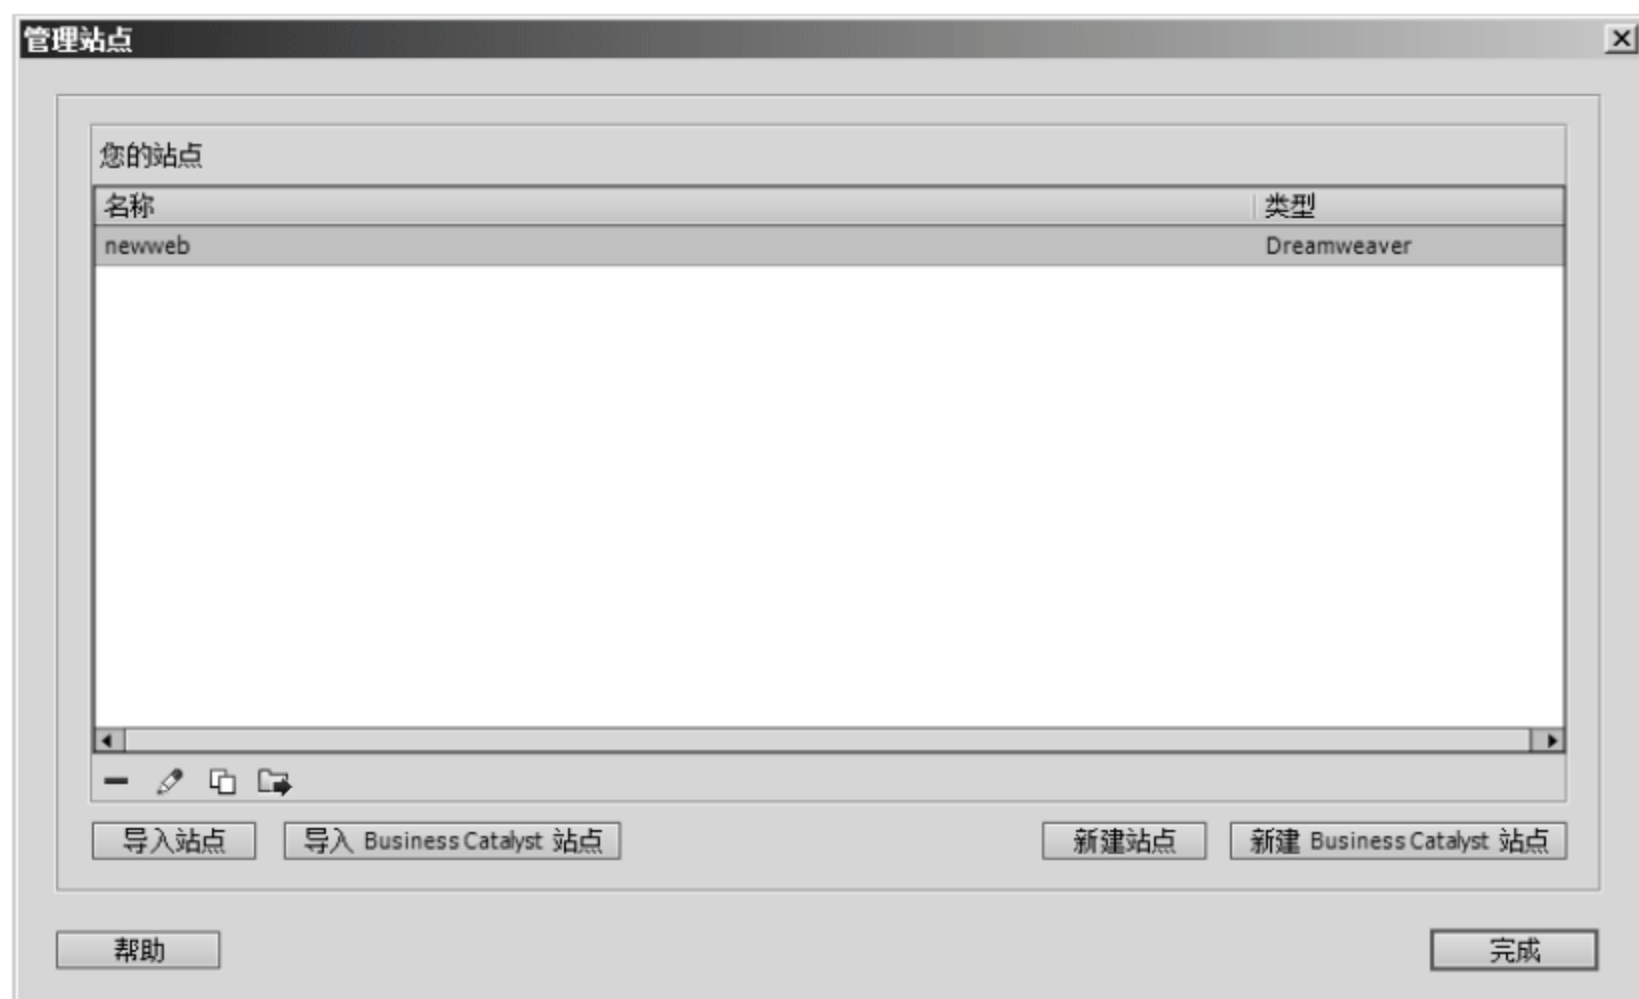 管理站点
您的站点
名称 类型
newweb Dreamweaver
导入站点 导入 Business Catalyst 站点 新建站点 新建 Business Catalyst 站点
帮助 完成